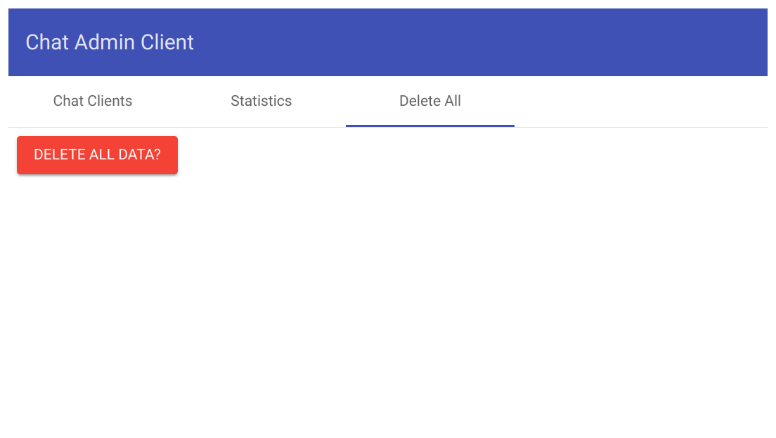 Chat Admin Client
Chat Clients Statistics Delete All
DELETE ALL DATA?